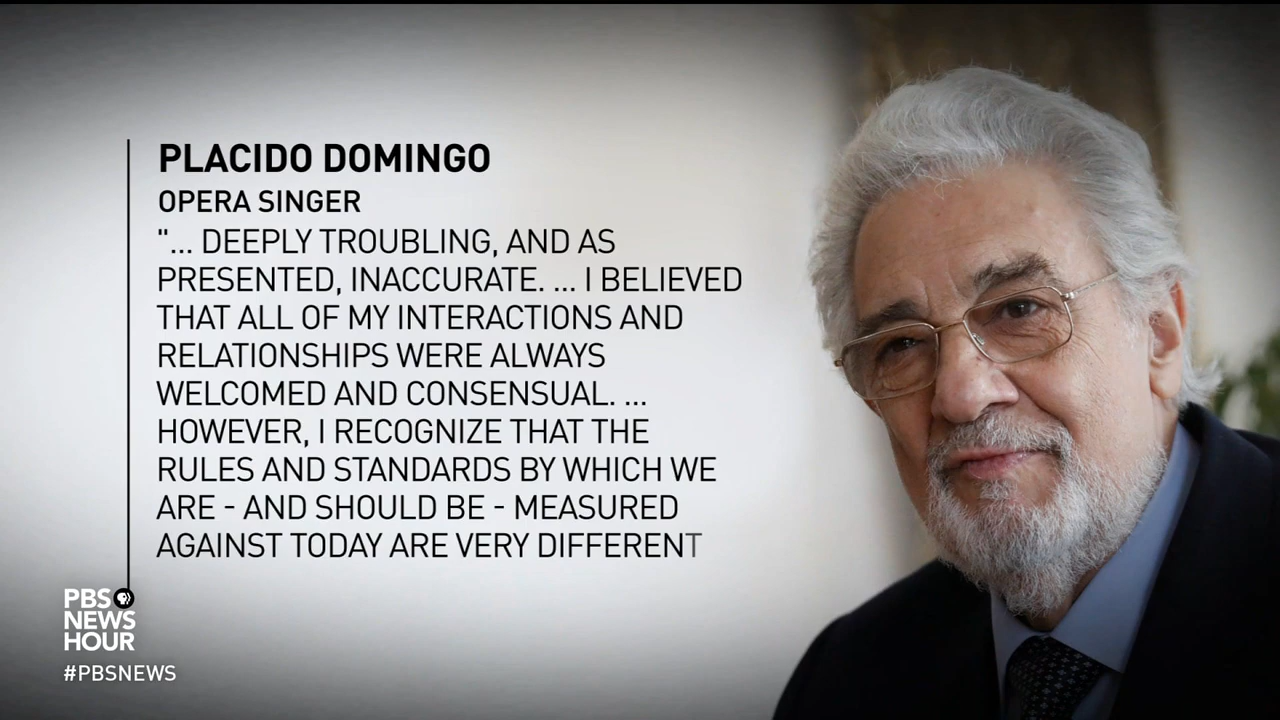 PLACIDO DOMINGO
OPERA SINGER
"... DEEPLY TROUBLING, AND AS
PRESENTED, INACCURATE. ... I BELIEVED
THAT ALL OF MY INTERACTIONS AND
RELATIONSHIPS WERE ALWAYS
WELCOMED AND CONSENSUAL. ...
HOWEVER, I RECOGNIZE THAT THE
RULES AND STANDARDS BY WHICH WE
ARE - AND SHOULD BE - MEASURED
AGAINST TODAY ARE VERY DIFFERENT
PBS
NEWS
HOUR
#PBSNEWS